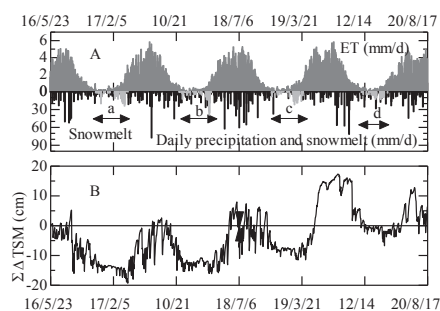 16/5/23 17/2/5 10/21 18/7/6 19/3/21 12/14 20/8/17
6 A ET (mm/d)
4
2
0
0
a b c d
30
60 Snowmelt
90 Daily precipitation and snowmelt (mm/d)
20 B
10
0
-10
-20
Σ Δ TSM (cm)
16/5/23 17/2/5 10/21 18/7/6 19/3/21 12/14 20/8/17